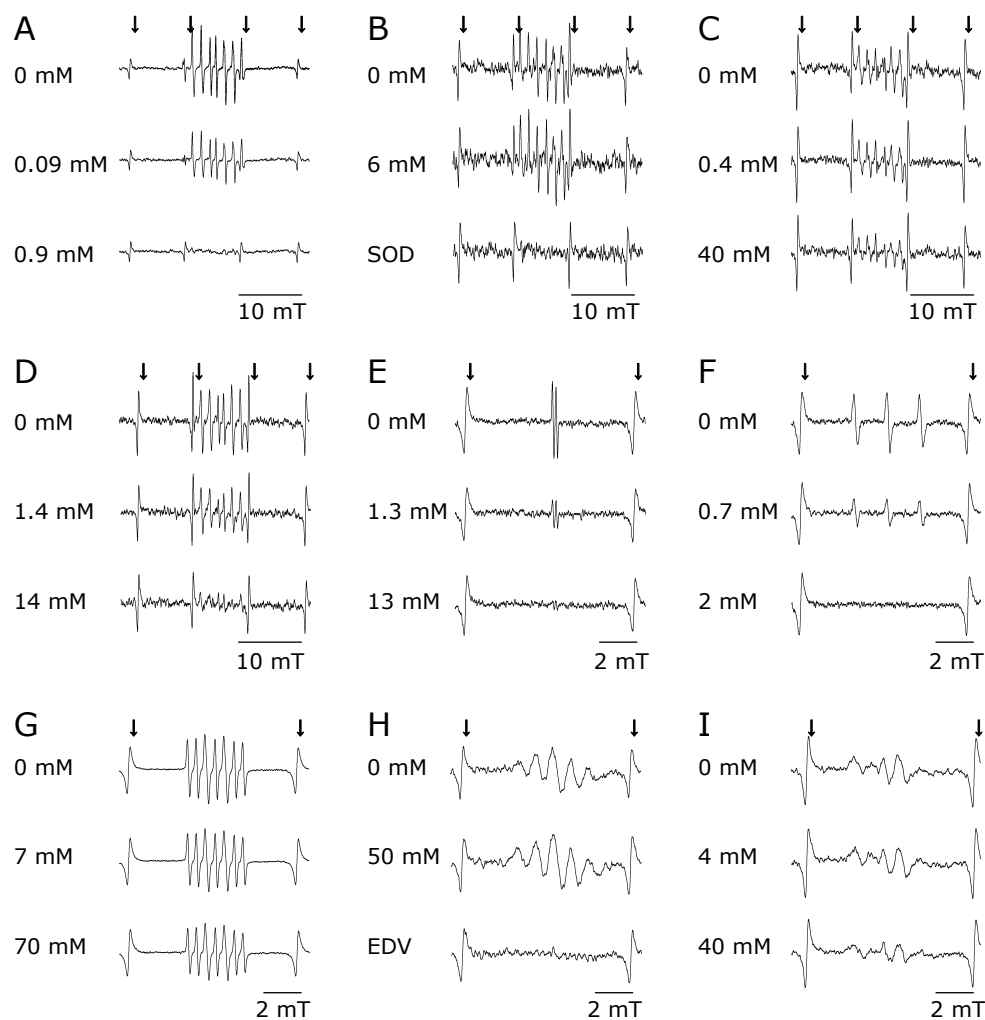 A
0 mM
0.09 mM
0.9 mM
10 mT
B
0 mM
6 mM
SOD
10 mT
C
0 mM
0.4 mM
40 mM
10 mT
D
0 mM
1.4 mM
14 mM
10 mT
E
0 mM
1.3 mM
13 mM
2 mT
F
0 mM
0.7 mM
2 mM
2 mT
G
0 mM
7 mM
70 mM
2 mT
H
0 mM
50 mM
EDV
2 mT
I
0 mM
4 mM
40 mM
2 mT